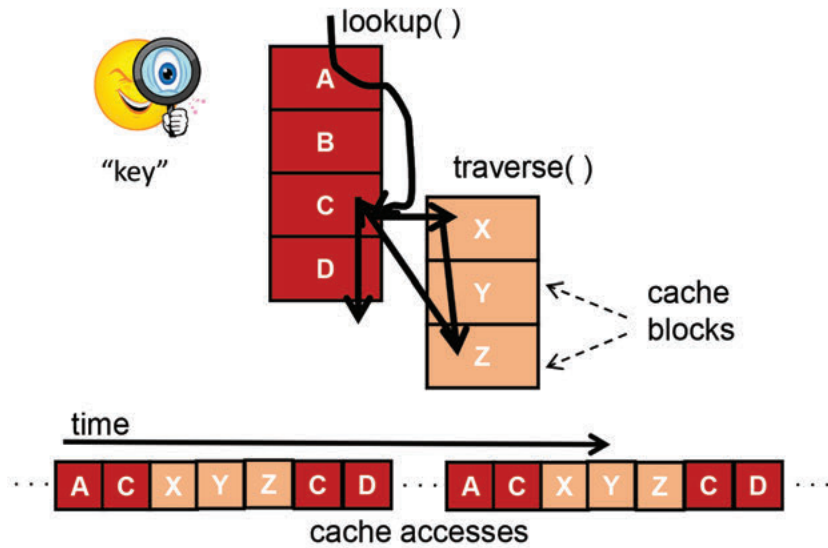 lookup( )
A
B
C
D
“key”
traverse( )
X
Y
Z
cache
blocks
time
··· A C X Y Z C D ··· A C X Y Z C D ···
cache accesses